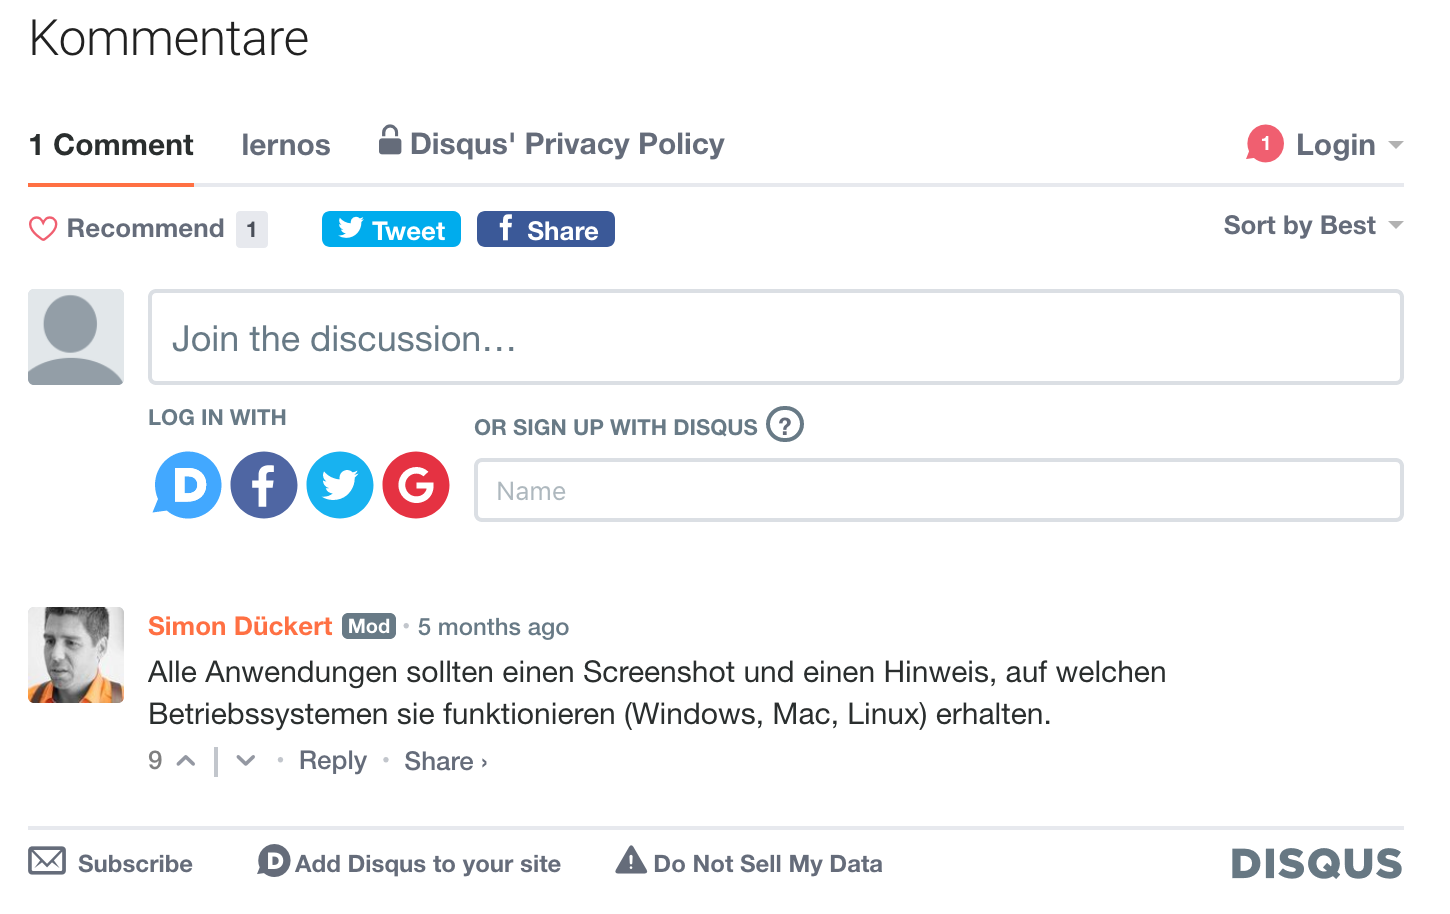 Kommentare
1 Comment lernos Disqus' Privacy Policy 1 Login
Recommend 1 Tweet Share Sort by Best
Join the discussion...
LOG IN WITH OR SIGN UP WITH DISQUS ?
Name
Simon Dückert Mod • 5 months ago
Alle Anwendungen sollten einen Screenshot und einen Hinweis, auf welchen
Betriebssystemen sie funktionieren (Windows, Mac, Linux) erhalten.
9 • Reply • Share ›
Subscribe Add Disqus to your site Do Not Sell My Data DISQUS